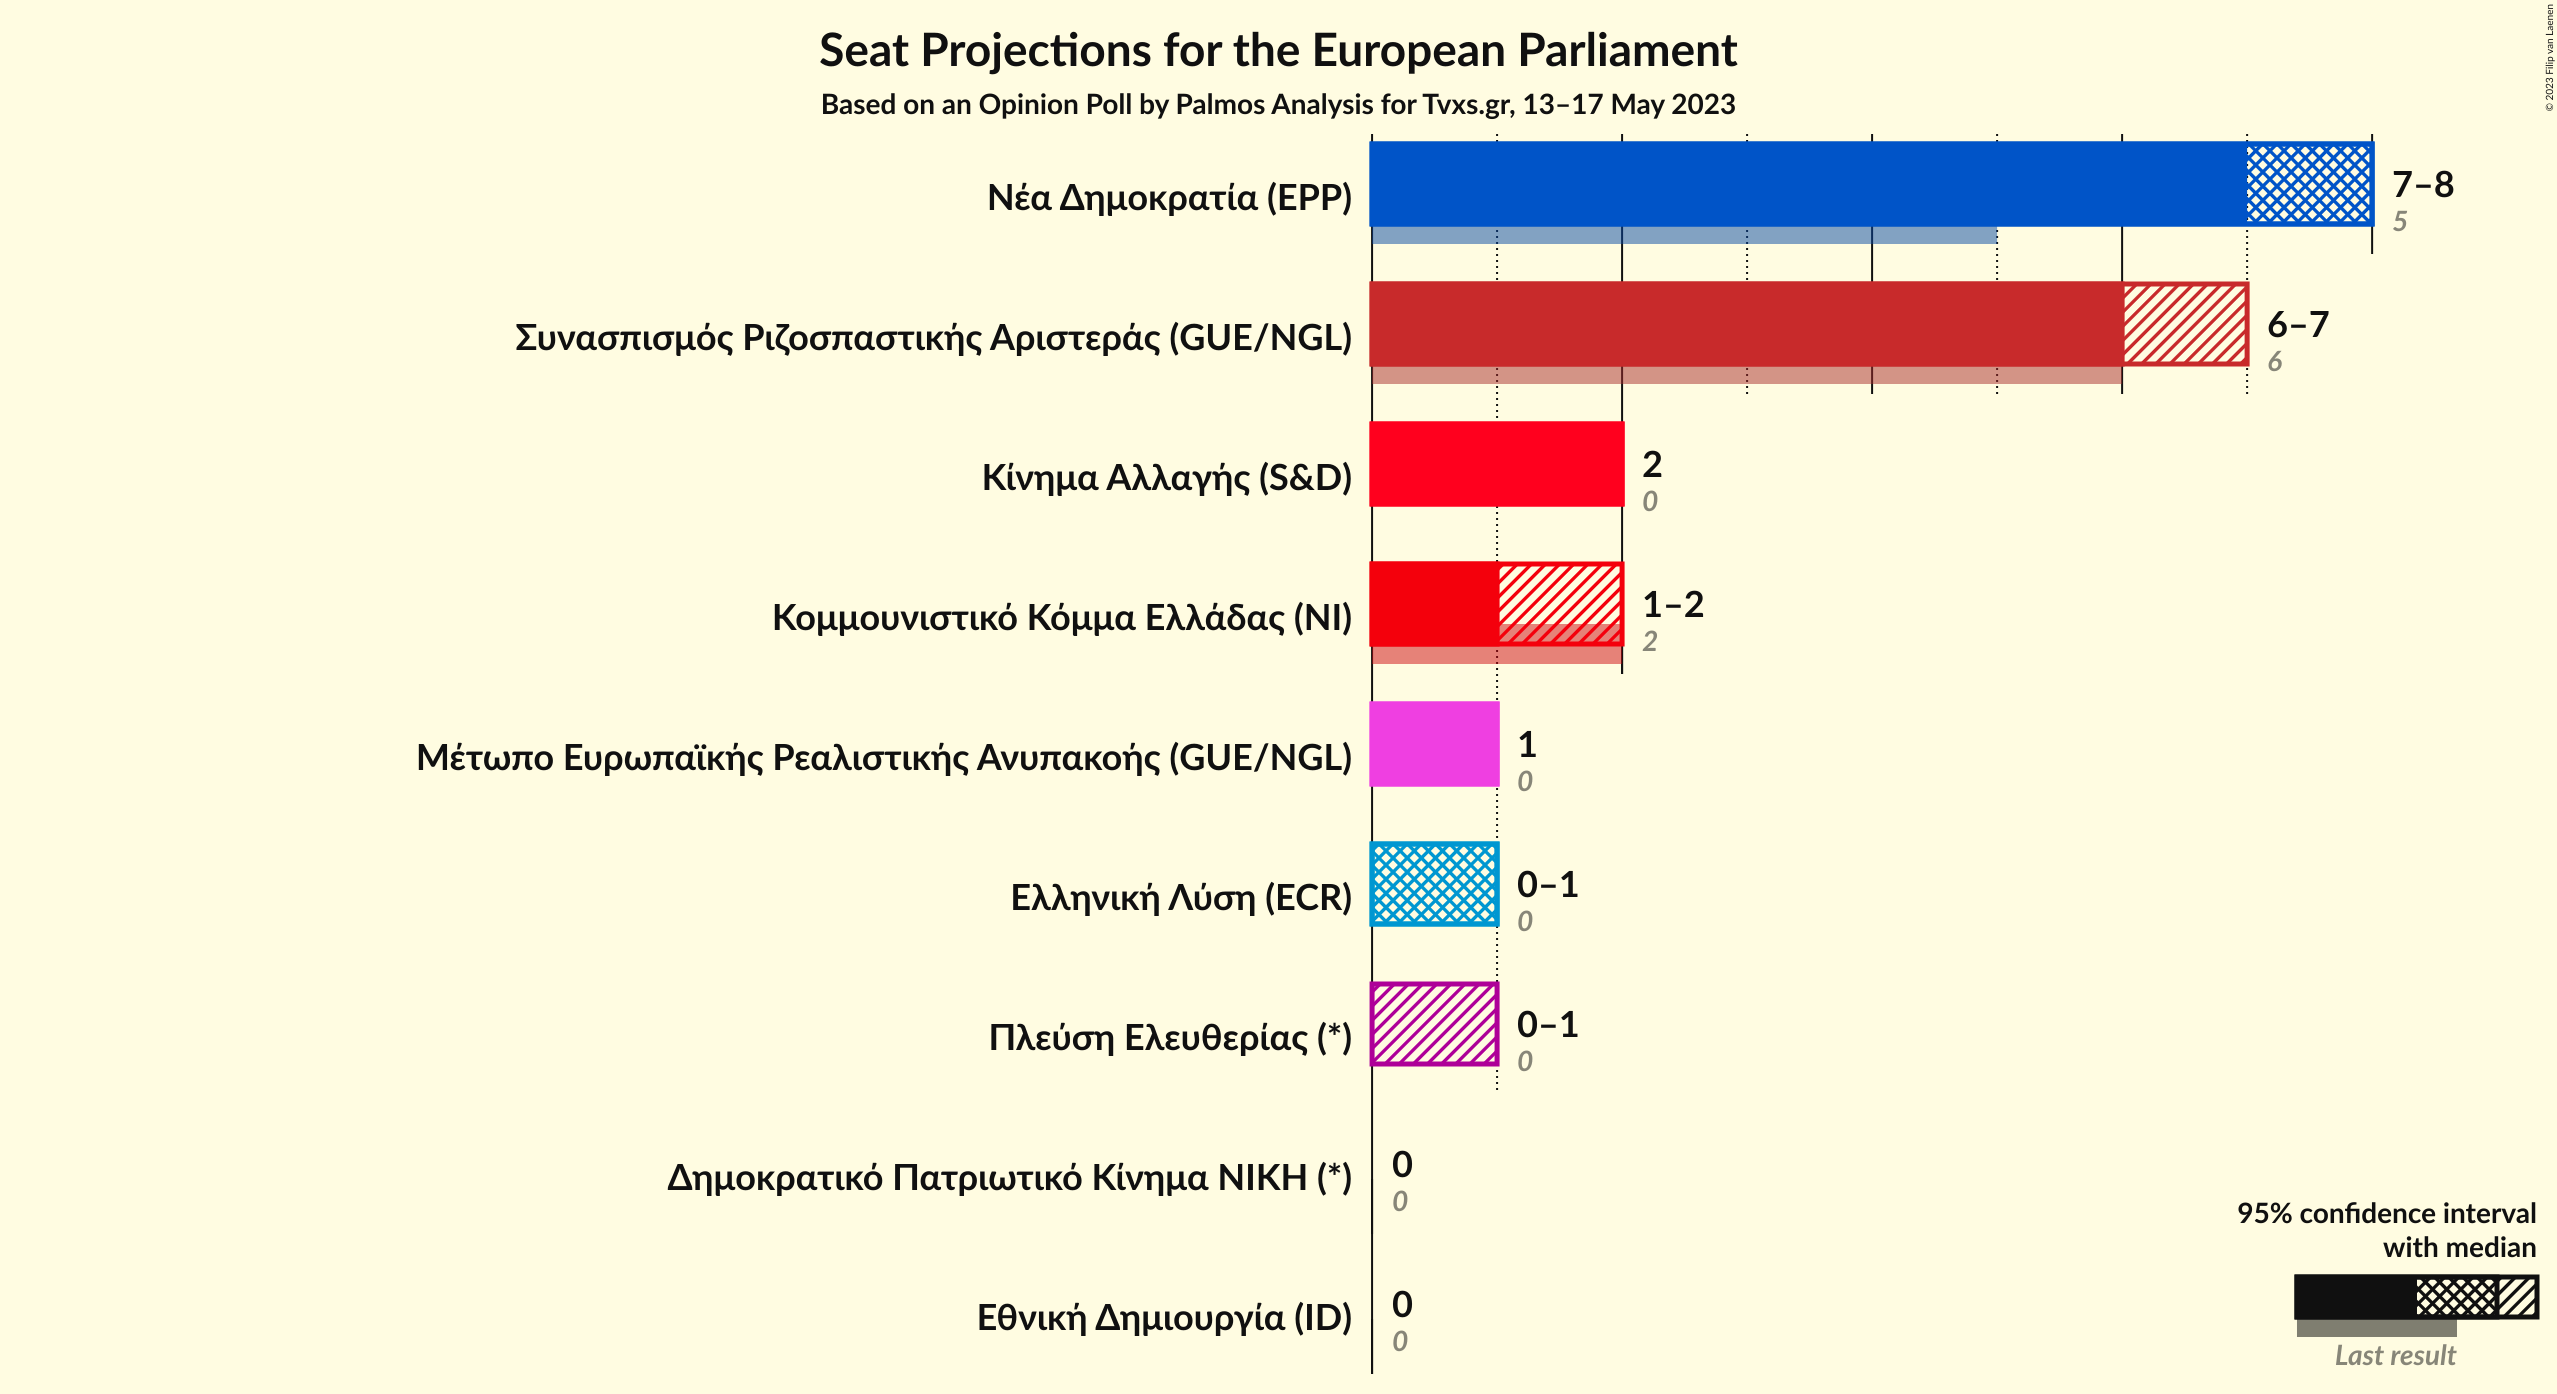 Seat Projections for the European Parliament
Based on an Opinion Poll by Palmos Analysis for Tvxs.gr, 13–17 May 2023
© 2023 Filip van Laenen
Νέα Δημοκρατία (EPP)
7–8
5
Συνασπισμός Ριζοσπαστικής Αριστεράς (GUE/NGL)
6–7
6
Κίνημα Αλλαγής (S&D)
2
0
Κομμουνιστικό Κόμμα Ελλάδας (NI)
1–2
2
Μέτωπο Ευρωπαϊκής Ρεαλιστικής Ανυπακοής (GUE/NGL)
1
0
Ελληνική Λύση (ECR)
0–1
0
Πλεύση Ελευθερίας (*)
0–1
0
Δημοκρατικό Πατριωτικό Κίνημα ΝΙΚΗ (*)
0
0
Εθνική Δημιουργία (ID)
0
0
95% confidence interval
with median
Last result